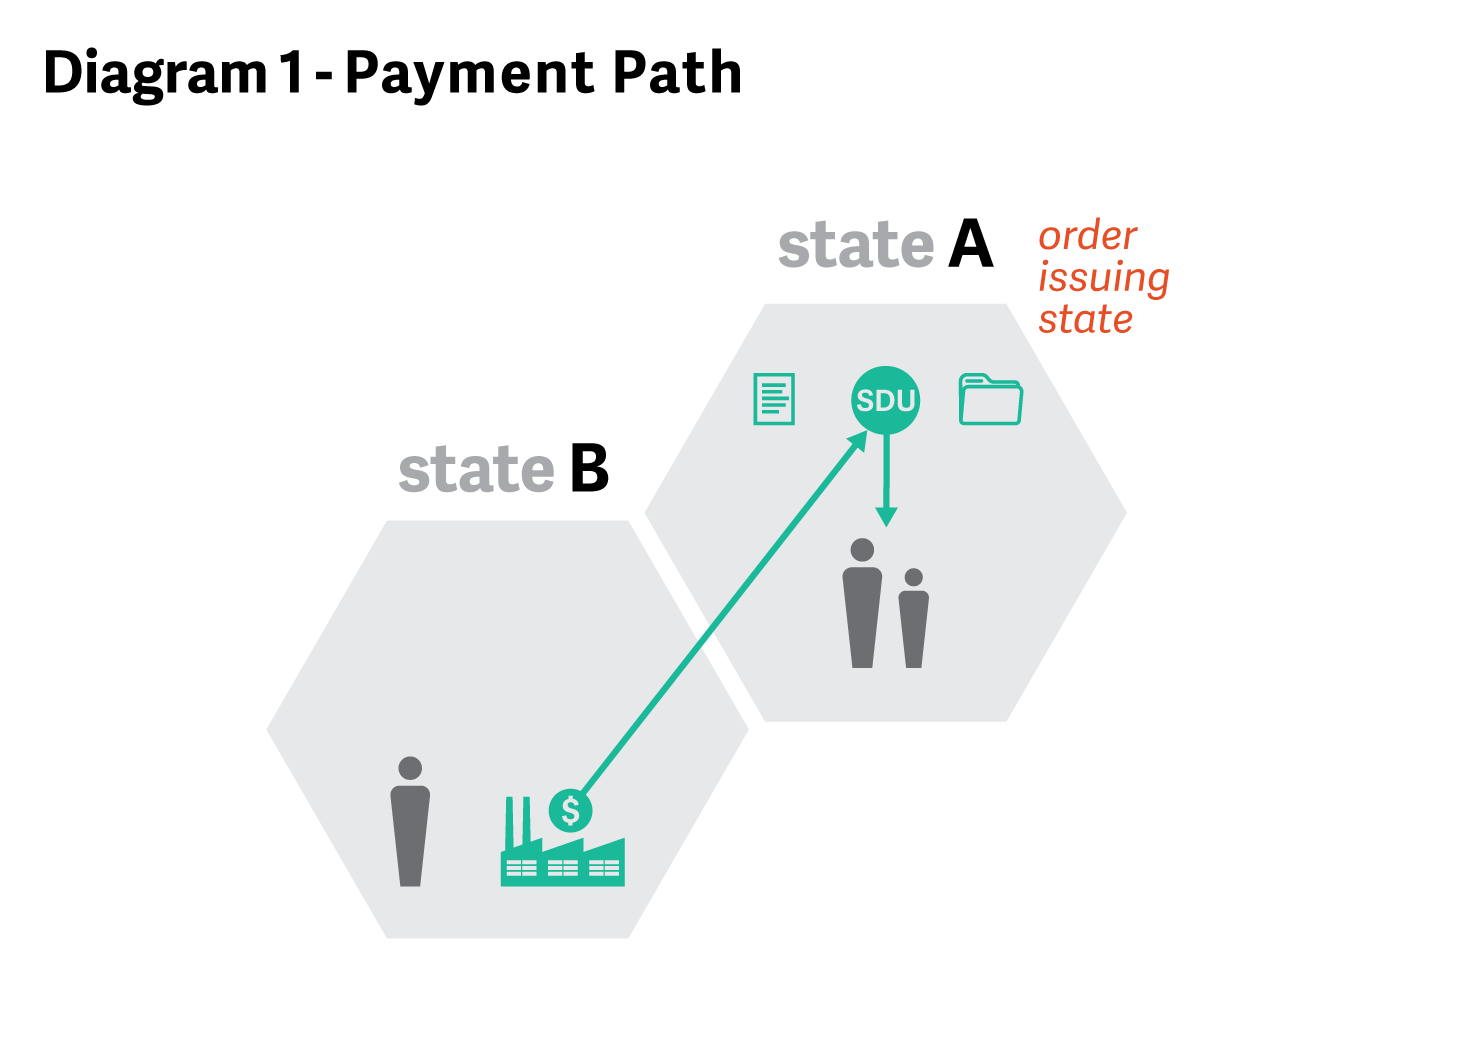 Diagram 1 - Payment Path
state A
order
issuing
state
SDU
state B
$